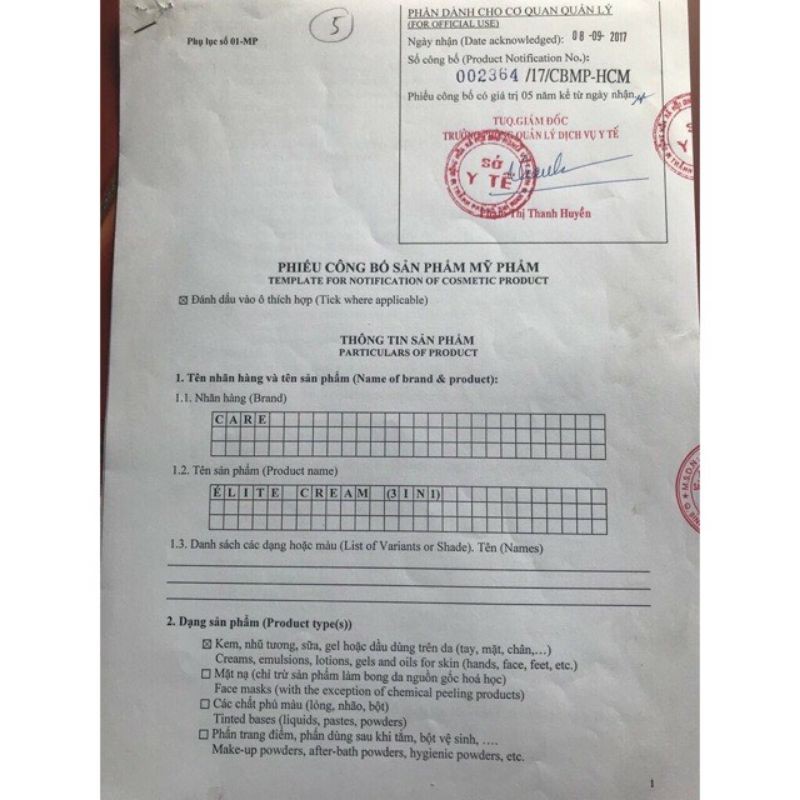 Phụ lục số 01-MP
5
PHẦN DÀNH CHO CƠ QUAN QUẢN LÝ
(FOR OFFICIAL USE)
Ngày nhận (Date acknowledged): 08-09-2017
Số công bố (Product Notification No.):
002364 /17/CBMP-HCM
Phiếu công bố có giá trị 05 năm kể từ ngày nhận
TUQ.GIÁM ĐỐC
TRƯỞNG PHÒNG QUẢN LÝ DỊCH VỤ Y TẾ
SỞ
Y TẾ
Thị Thanh Huyền
PHIẾU CÔNG BỐ SẢN PHẨM MỸ PHẨM
TEMPLATE FOR NOTIFICATION OF COSMETIC PRODUCT
☒ Đánh dấu vào ô thích hợp (Tick where applicable)
THÔNG TIN SẢN PHẨM
PARTICULARS OF PRODUCT
1. Tên nhãn hàng và tên sản phẩm (Name of brand & product):
1.1. Nhãn hàng (Brand)
CARE
1.2. Tên sản phẩm (Product name)
ÉLITE CREAM (3IN1)
1.3. Danh sách các dạng hoặc màu (List of Variants or Shade). Tên (Names)
2. Dạng sản phẩm (Product type(s))
☒ Kem, nhũ tương, sữa, gel hoặc dầu dùng trên da (tay, mặt, chân,…)
Creams, emulsions, lotions, gels and oils for skin (hands, face, feet, etc.)
☐ Mặt nạ (chỉ trừ sản phẩm làm bong da nguồn gốc hoá học)
Face masks (with the exception of chemical peeling products)
☐ Các chất phủ màu (lỏng, nhão, bột)
Tinted bases (liquids, pastes, powders)
☐ Phấn trang điểm, phấn dùng sau khi tắm, bột vệ sinh, ….
Make-up powders, after-bath powders, hygienic powders, etc.
1